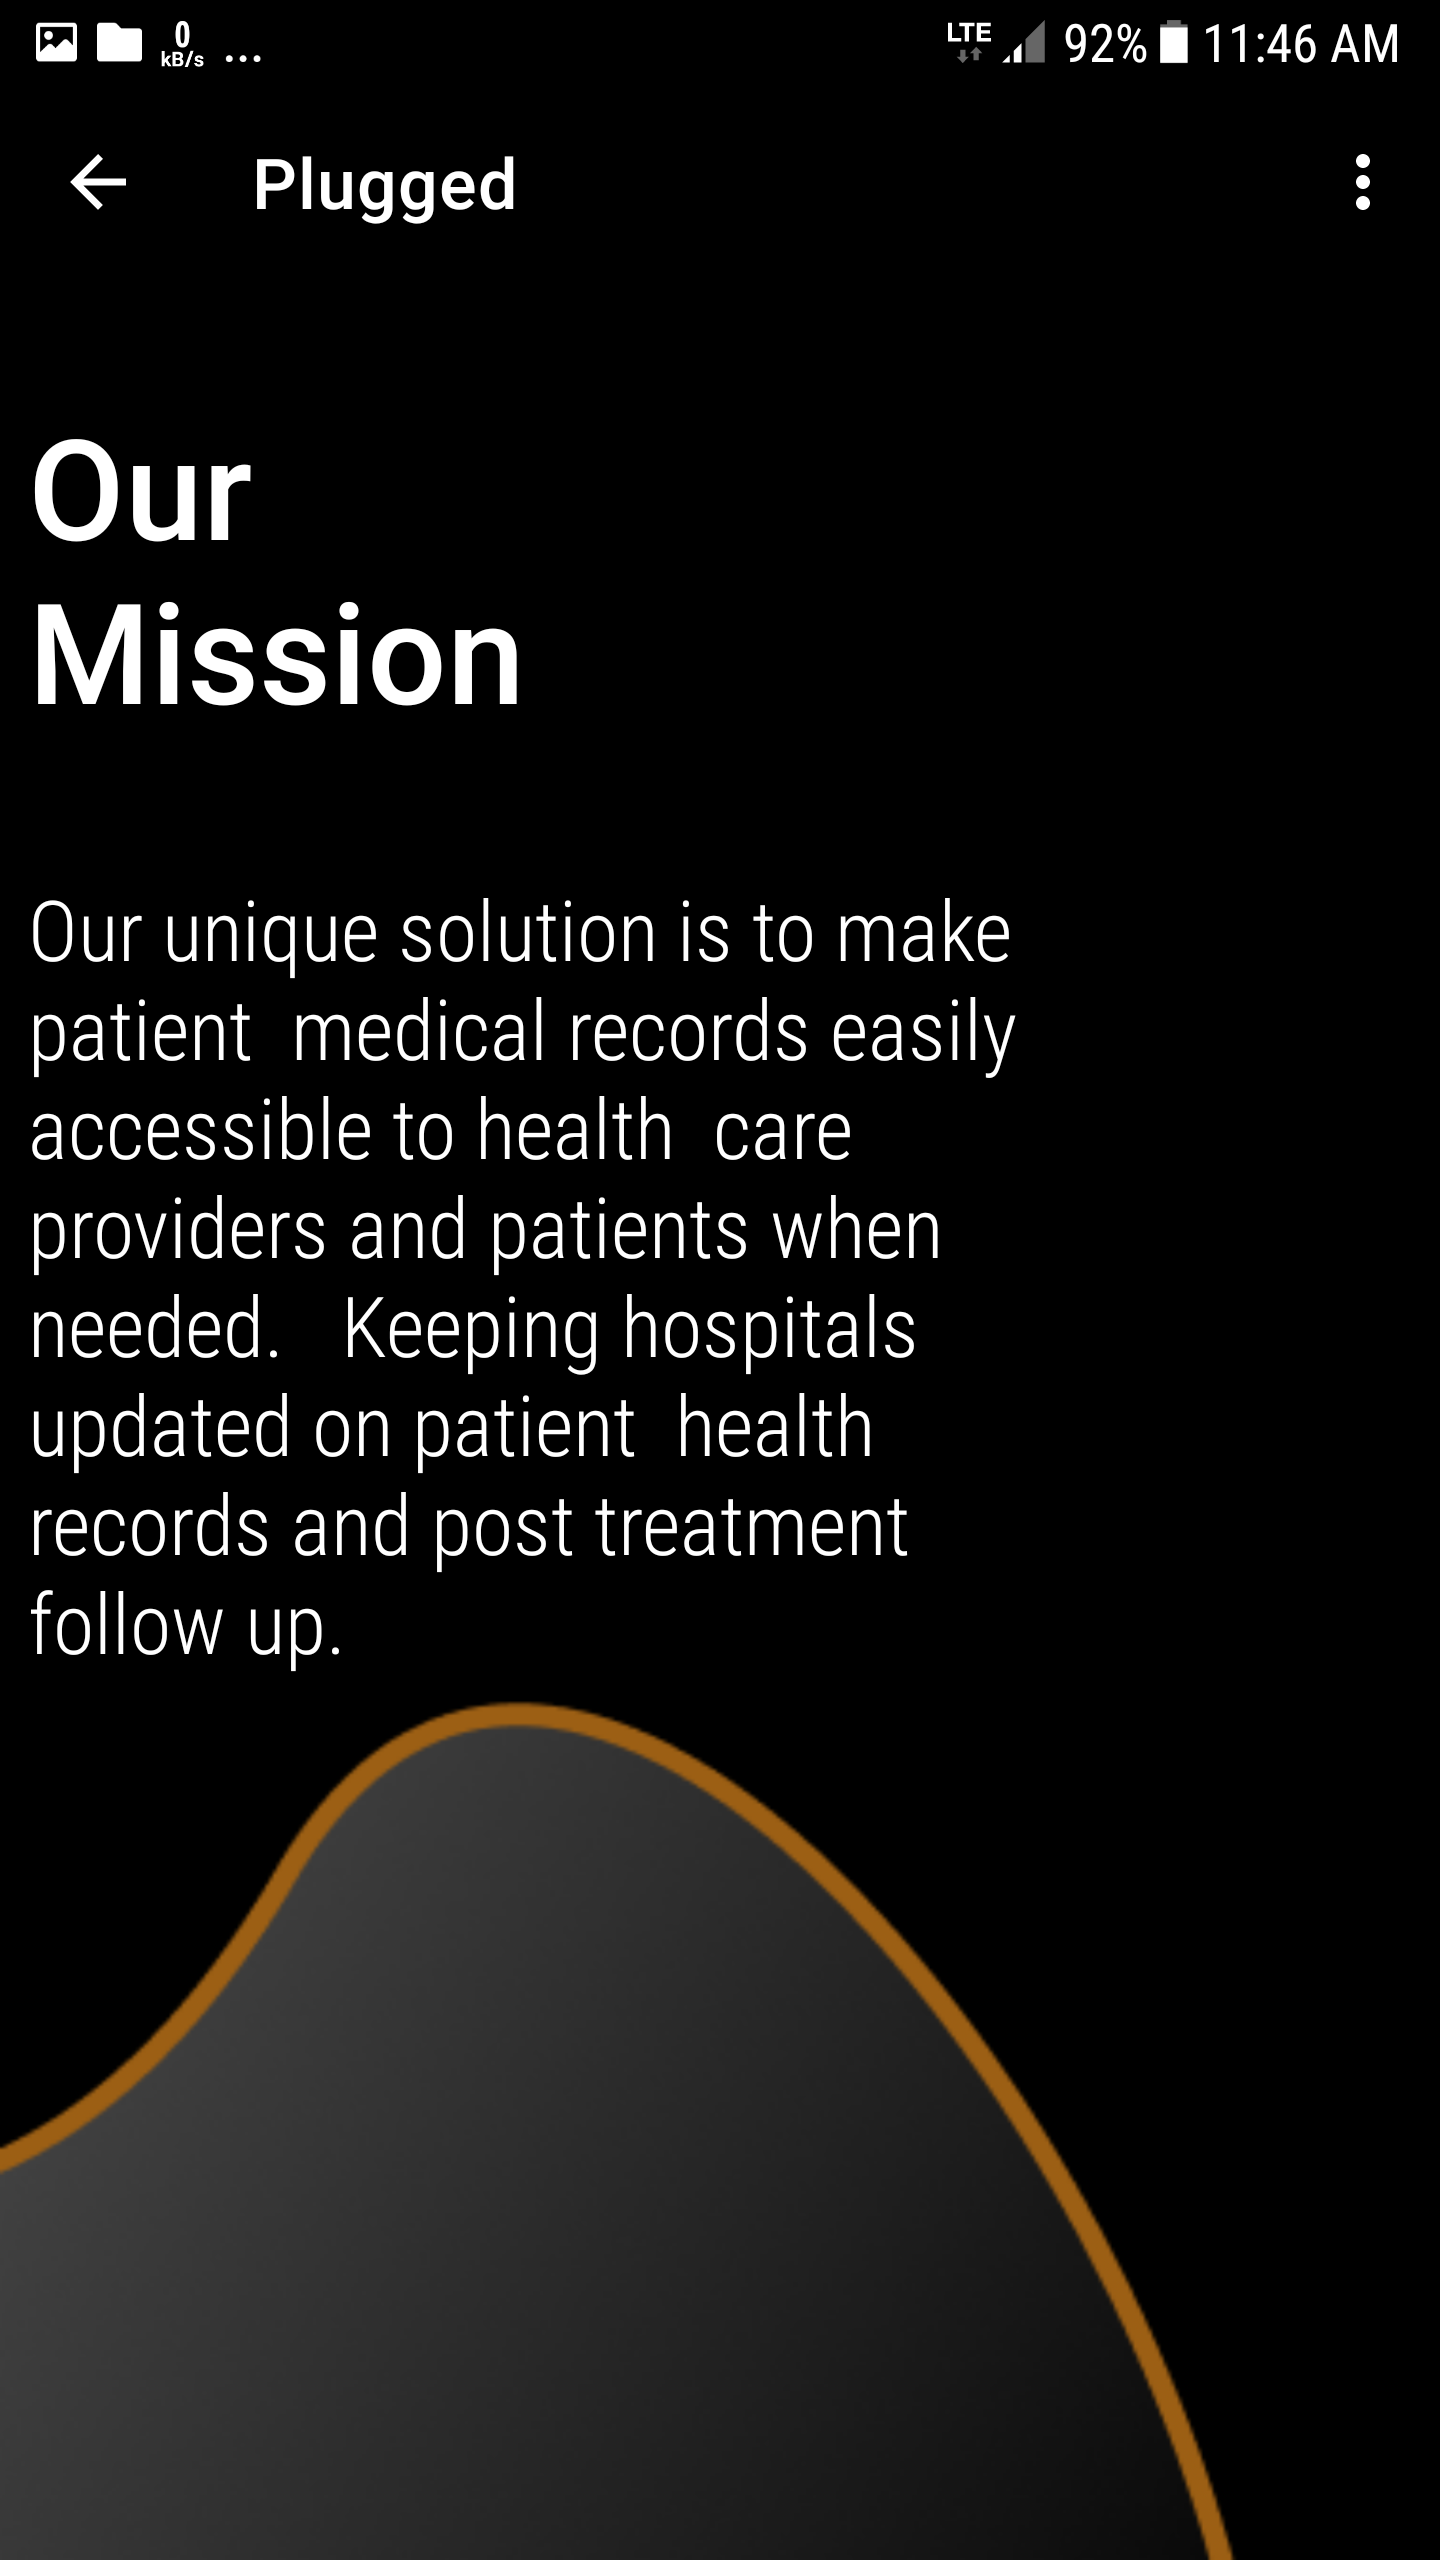 0
kB/s ...
LTE 92% 11:46 AM
Plugged
Our
Mission
Our unique solution is to make
patient  medical records easily
accessible to health  care
providers and patients when
needed.   Keeping hospitals
updated on patient  health
records and post treatment
follow up.